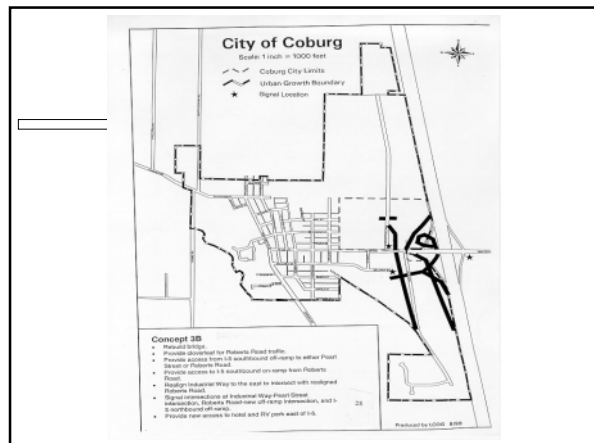 City of Coburg
Scale: 1 inch = 1000 feet
Coburg City Limits
Urban Growth Boundary
Signal Location
Concept 3B
• Rebuild bridge.
• Provide cloverleaf for Roberts Road traffic.
• Provide access from I-5 southbound off-ramp to either Pearl
Street or Roberts Road.
• Provide access to I-5 southbound on-ramp from Roberts
Road.
• Realign Industrial Way to the east to intersect with realigned
Roberts Road.
• Signal intersections at Industrial Way-Pearl Street
intersection, Roberts Road-new off-ramp intersection, and I-
5 northbound off-ramp.
• Provide new access to hotel and RV park east of I-5.
Produced by LCOG